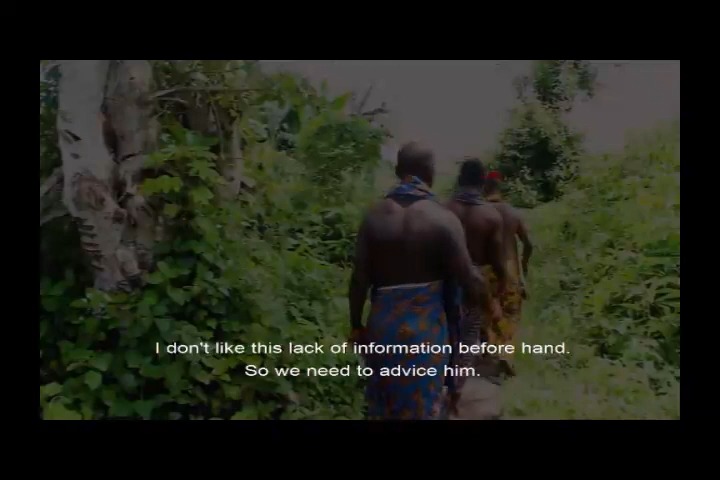 I don't like this lack of information before hand.
So we need to advice him.